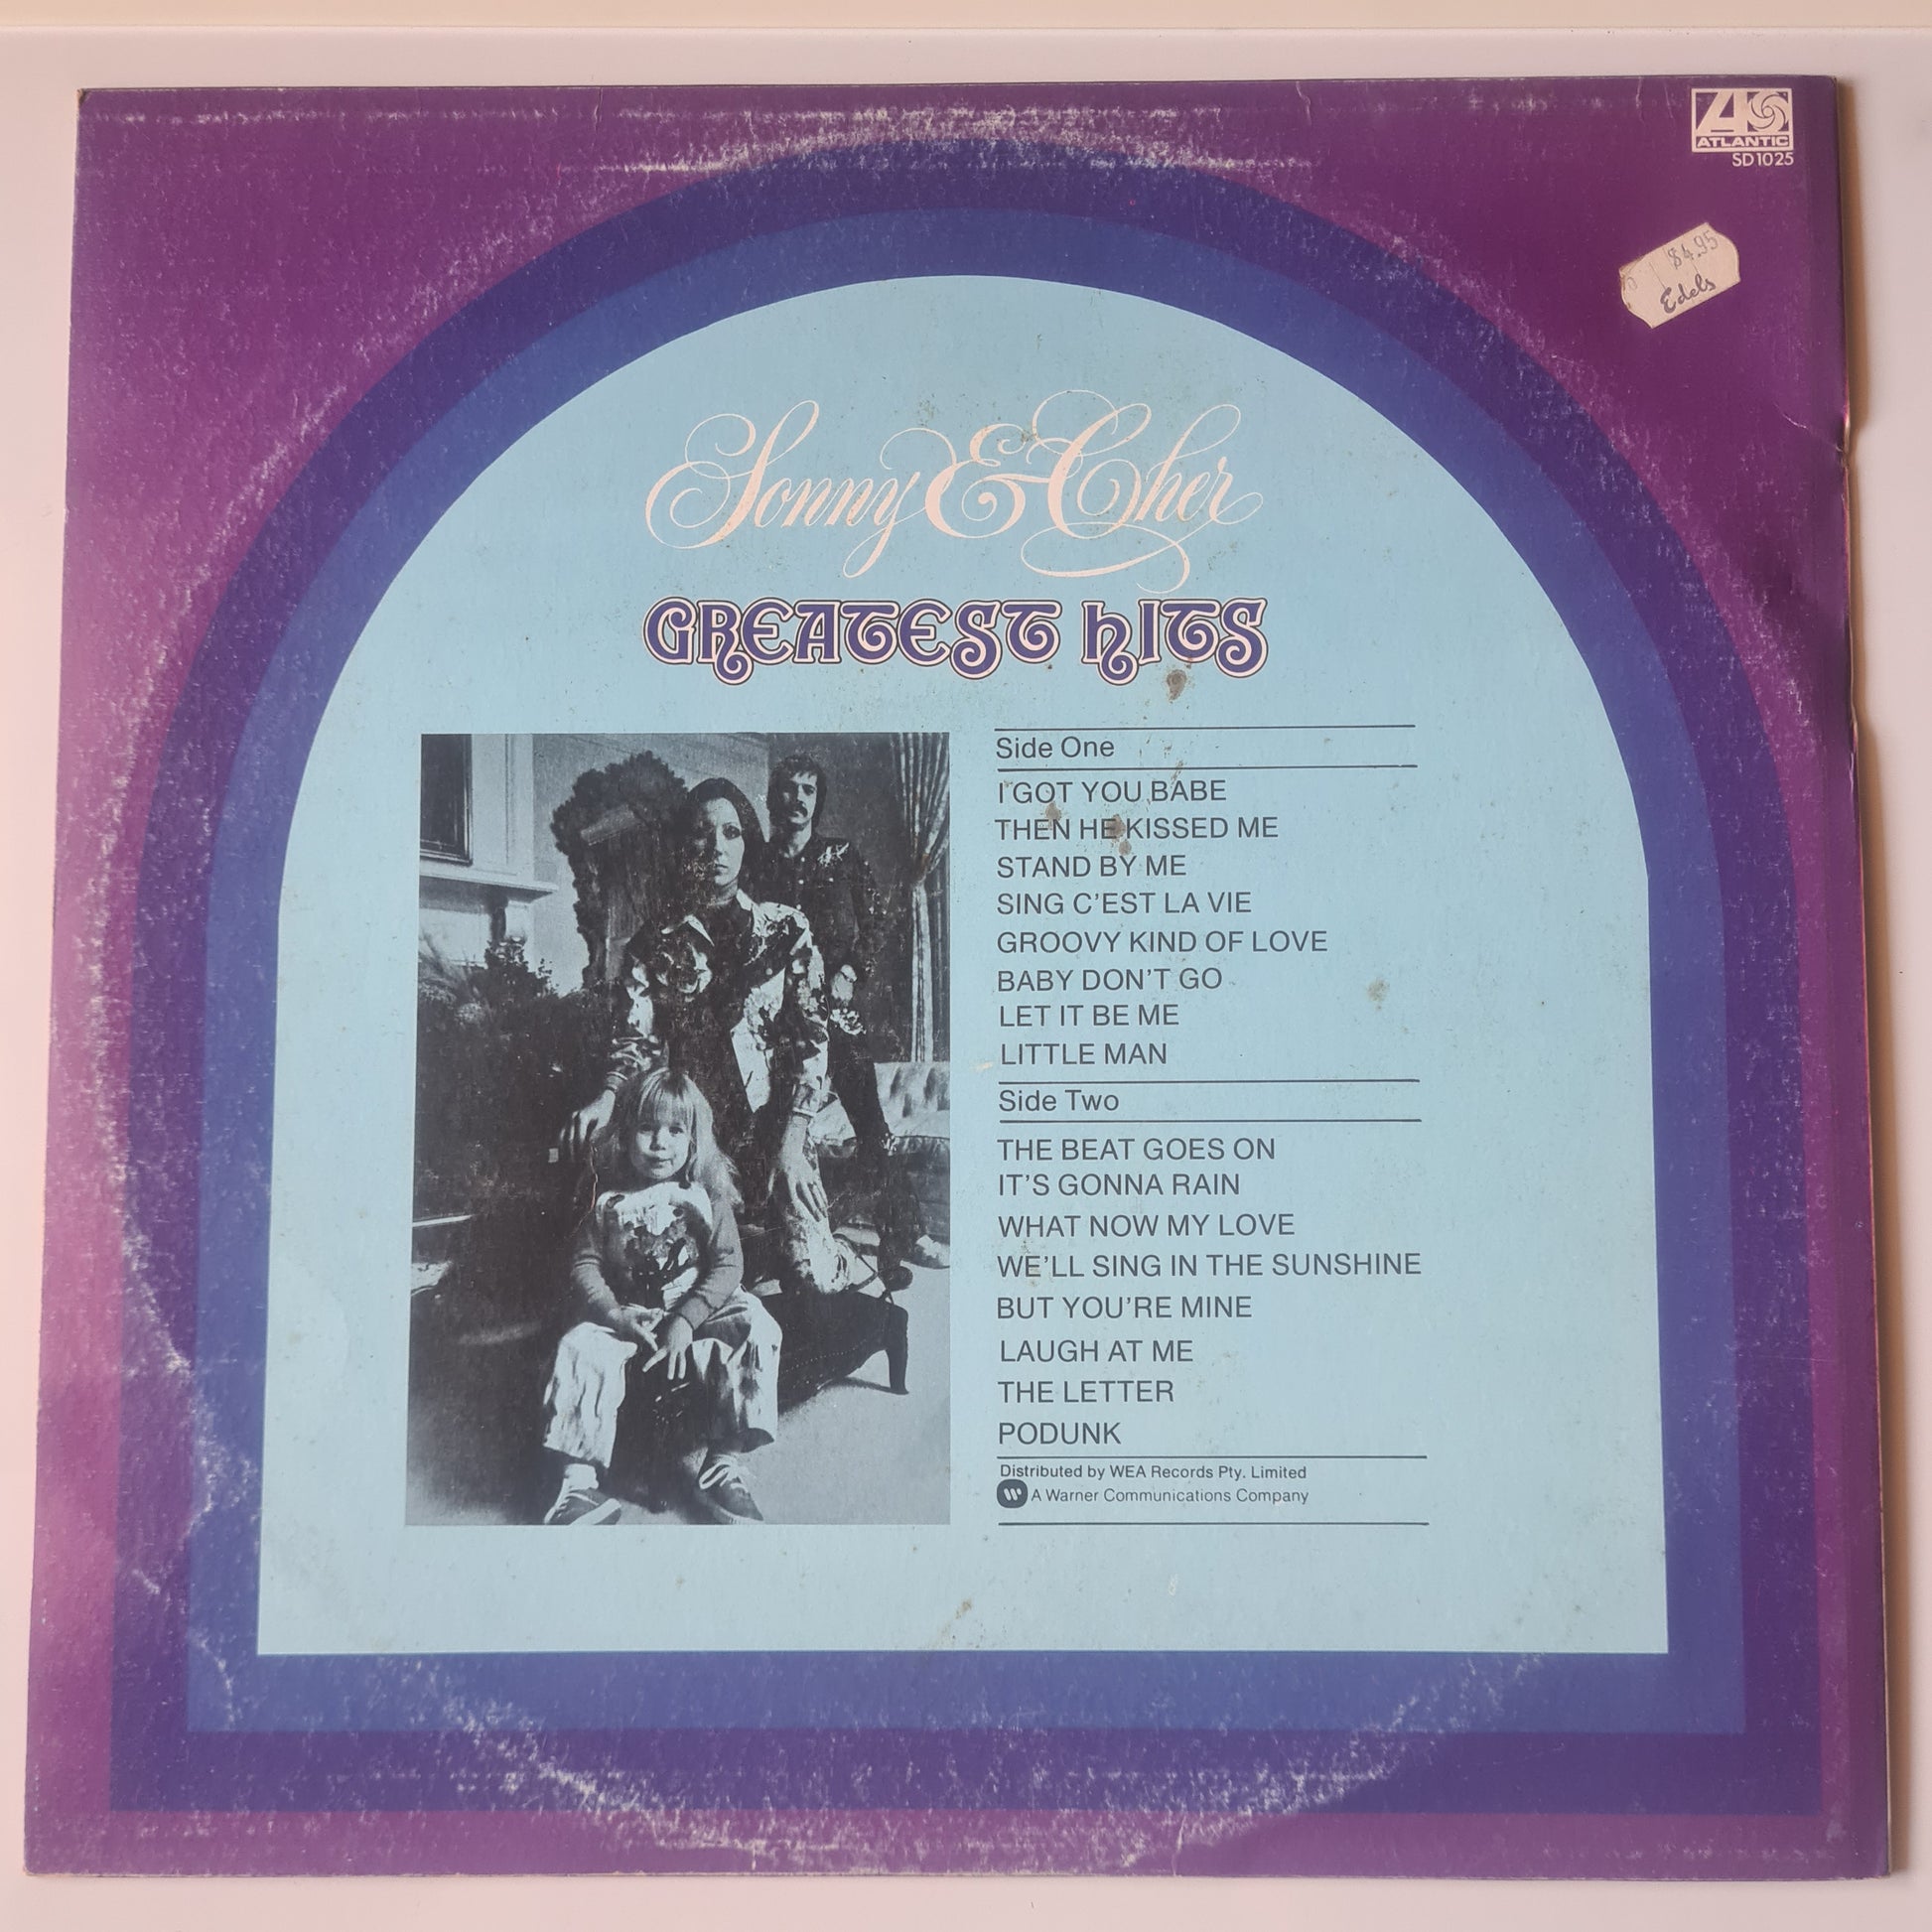 ATLANTIC
SD1025
$4.95
Edels
Sonny & Cher
GREATEST HITS
Side One
I GOT YOU BABE
THEN HE KISSED ME
STAND BY ME
SING C'EST LA VIE
GROOVY KIND OF LOVE
BABY DON'T GO
LET IT BE ME
LITTLE MAN
Side Two
THE BEAT GOES ON
IT'S GONNA RAIN
WHAT NOW MY LOVE
WE'LL SING IN THE SUNSHINE
BUT YOU'RE MINE
LAUGH AT ME
THE LETTER
PODUNK
Distributed by WEA Records Pty. Limited
A Warner Communications Company